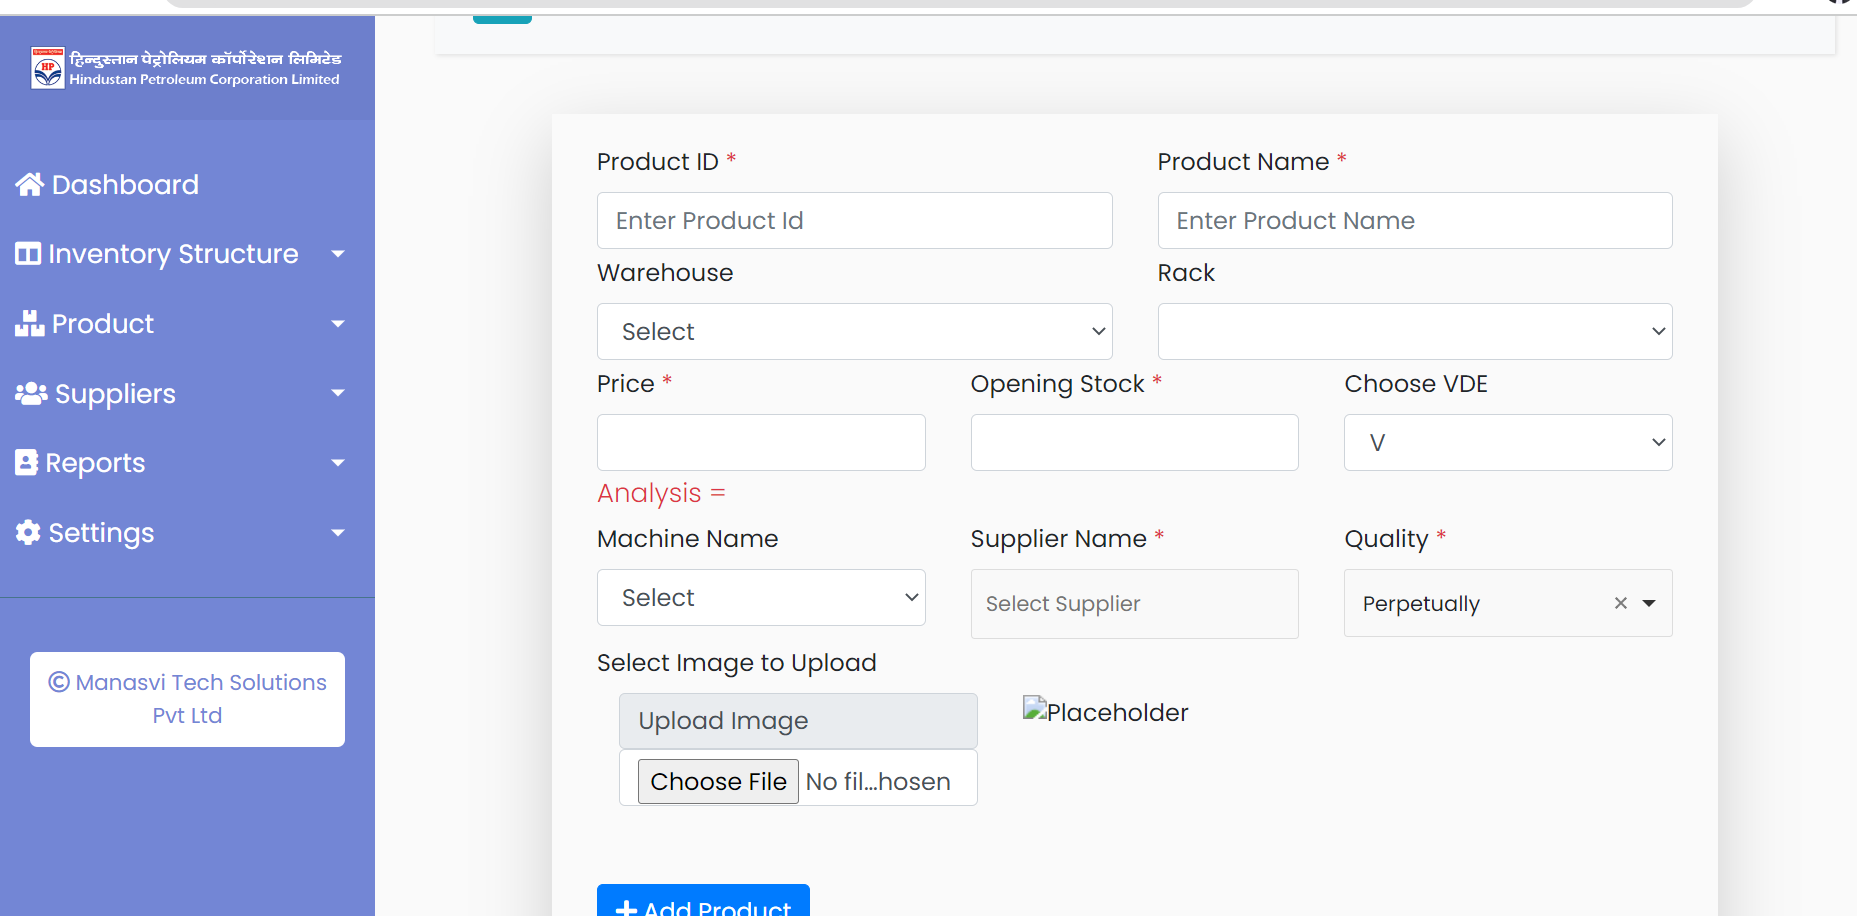 हिन्दुस्तान पेट्रोलियम कॉर्पोरेशन लिमिटेड
HP
Hindustan Petroleum Corporation Limited
Dashboard
Inventory Structure
Product
Suppliers
Reports
Settings
© Manasvi Tech Solutions
Pvt Ltd
Product ID *
Product Name *
Enter Product Id
Enter Product Name
Warehouse
Rack
Select
Price *
Opening Stock *
Choose VDE
V
Analysis =
Machine Name
Supplier Name *
Quality *
Select
Select Supplier
Perpetually
Select Image to Upload
Upload Image
Placeholder
Choose File No fil...hosen
Add Product